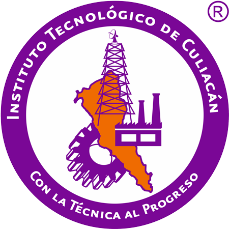 Instituto Tecnológico de Culiacán
®
Con la Técnica al Progreso